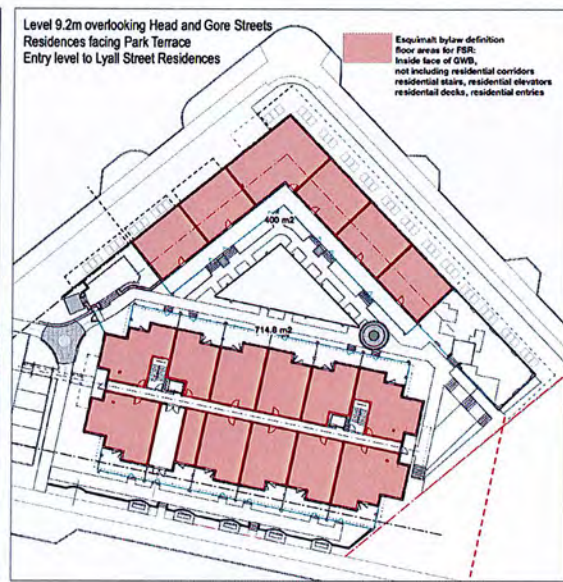 Level 9.2m overlooking Head and Gore Streets
Residences facing Park Terrace
Entry level to Lyall Street Residences
Esquimalt bylaw definition
floor areas for FSR:
Inside face of GWB,
not including residential corridors
residential stairs, residential elevators
residentail decks, residential entries
400 m2
714.8 m2